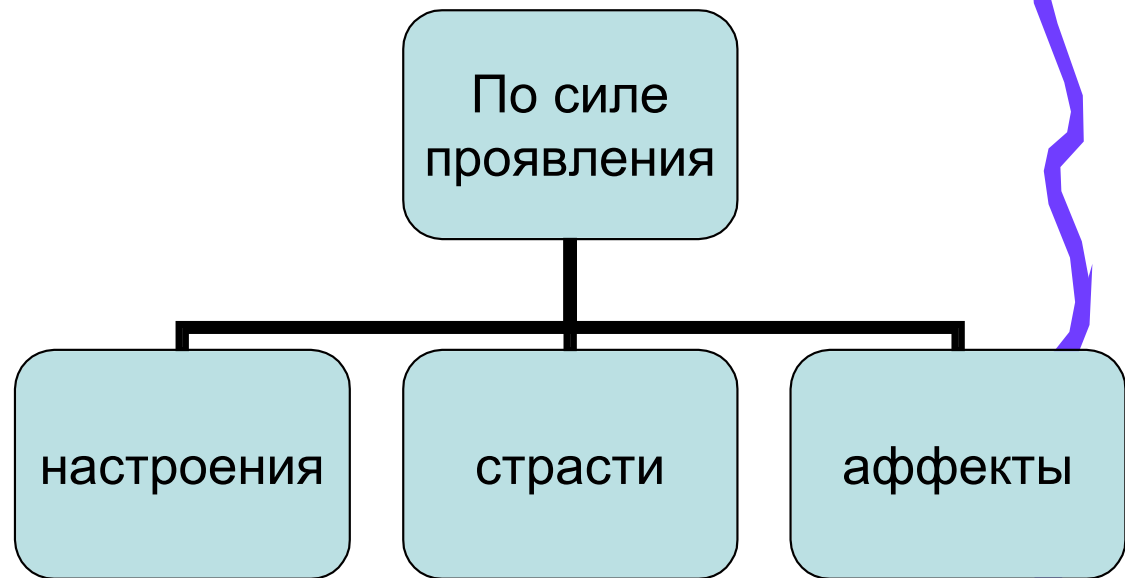 По силе
проявления
настроения
страсти
аффекты